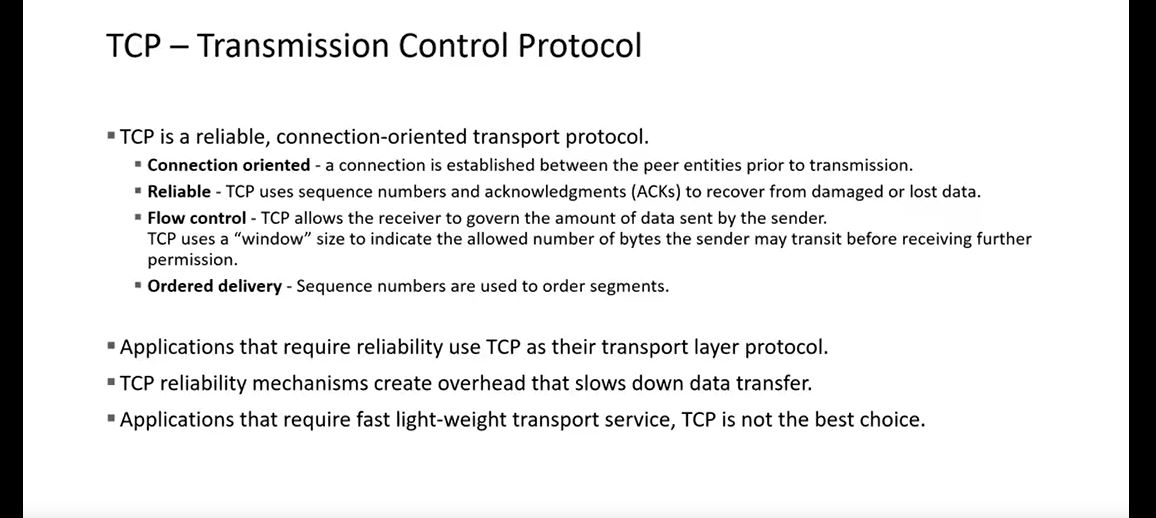 TCP – Transmission Control Protocol
▪ TCP is a reliable, connection-oriented transport protocol.
▪ Connection oriented - a connection is established between the peer entities prior to transmission.
▪ Reliable - TCP uses sequence numbers and acknowledgments (ACKs) to recover from damaged or lost data.
▪ Flow control - TCP allows the receiver to govern the amount of data sent by the sender.
TCP uses a “window” size to indicate the allowed number of bytes the sender may transit before receiving further
permission.
▪ Ordered delivery - Sequence numbers are used to order segments.
▪ Applications that require reliability use TCP as their transport layer protocol.
▪ TCP reliability mechanisms create overhead that slows down data transfer.
▪ Applications that require fast light-weight transport service, TCP is not the best choice.